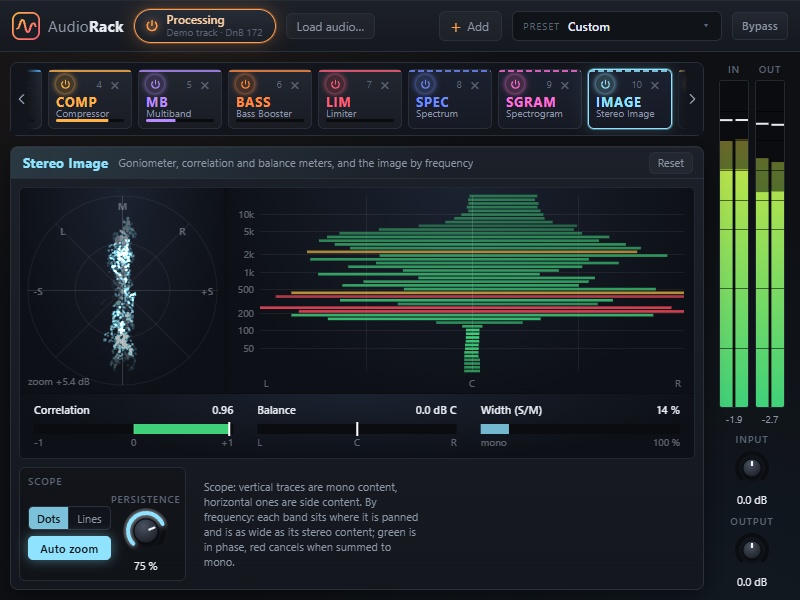 AudioRack
Processing
Demo track · DnB 172
Load audio...
+ Add
PRESET Custom
Bypass
4
COMP
Compressor
5
MB
Multiband
6
BASS
Bass Booster
7
LIM
Limiter
8
SPEC
Spectrum
9
SGRAM
Spectrogram
10
IMAGE
Stereo Image
IN OUT
Stereo Image Goniometer, correlation and balance meters, and the image by frequency
Reset
M
L
R
-S
+S
zoom +5.4 dB
10k
5k
2k
1k
500
200
100
50
L C R
Correlation 0.96
-1 0 +1
Balance 0.0 dB C
L C R
Width (S/M) 14 %
mono 100 %
-1.9 -2.7
INPUT
0.0 dB
OUTPUT
0.0 dB
SCOPE
Dots Lines
Auto zoom
PERSISTENCE
75 %
Scope: vertical traces are mono content,
horizontal ones are side content. By
frequency: each band sits where it is panned
and is as wide as its stereo content; green is
in phase, red cancels when summed to
mono.